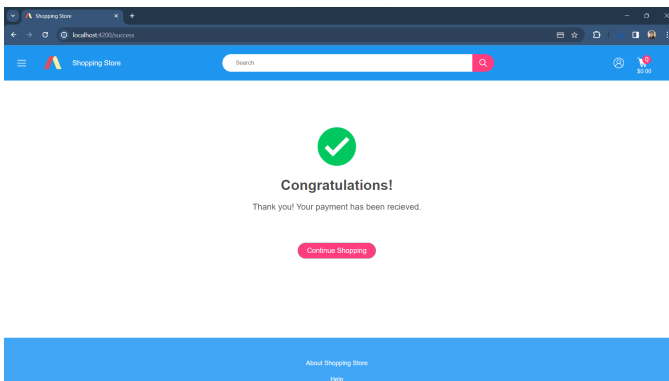 Shopping Store
localhost:4200/success
Shopping Store
Search
0
$0.00
Congratulations!
Thank you! Your payment has been recieved.
Continue Shopping
About Shopping Store
Help